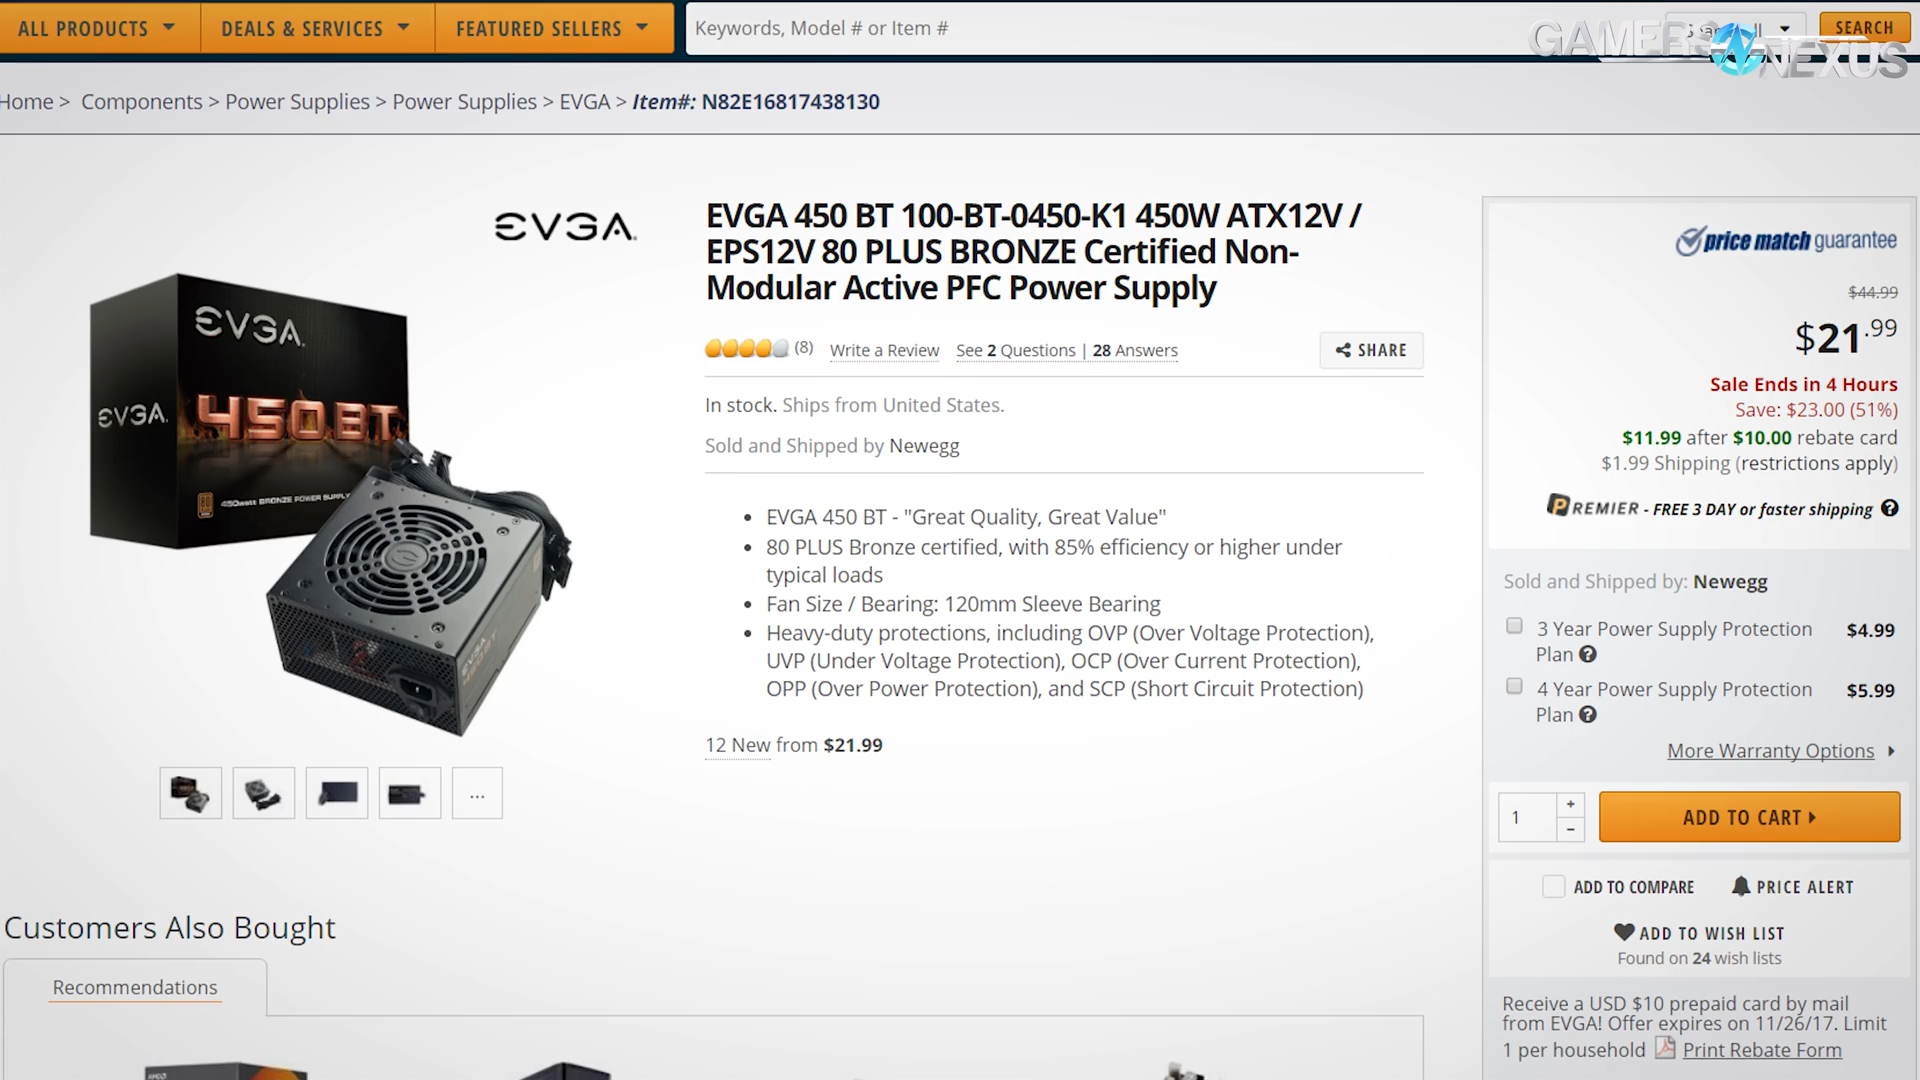 ALL PRODUCTS
DEALS & SERVICES
FEATURED SELLERS
Keywords, Model # or Item #
SEARCH
GAMERS NEXUS
Home > Components > Power Supplies > Power Supplies > EVGA > Item#: N82E16817438130
EVGA
EVGA
EVGA
450 BT
450watt BRONZE POWER SUPPLY
EVGA 450 BT 100-BT-0450-K1 450W ATX12V /
EPS12V 80 PLUS BRONZE Certified Non-
Modular Active PFC Power Supply
(8) Write a Review See 2 Questions | 28 Answers
SHARE
In stock. Ships from United States.
Sold and Shipped by Newegg
EVGA 450 BT - "Great Quality, Great Value"
80 PLUS Bronze certified, with 85% efficiency or higher under
typical loads
Fan Size / Bearing: 120mm Sleeve Bearing
Heavy-duty protections, including OVP (Over Voltage Protection),
UVP (Under Voltage Protection), OCP (Over Current Protection),
OPP (Over Power Protection), and SCP (Short Circuit Protection)
12 New from $21.99
...
price match guarantee
$44.99
$21.99
Sale Ends in 4 Hours
Save: $23.00 (51%)
$11.99 after $10.00 rebate card
$1.99 Shipping (restrictions apply)
PREMIER - FREE 3 DAY or faster shipping ?
Sold and Shipped by: Newegg
3 Year Power Supply Protection $4.99
Plan ?
4 Year Power Supply Protection $5.99
Plan ?
More Warranty Options
1 + - ADD TO CART
ADD TO COMPARE PRICE ALERT
ADD TO WISH LIST
Found on 24 wish lists
Receive a USD $10 prepaid card by mail
from EVGA! Offer expires on 11/26/17. Limit
1 per household Print Rebate Form
Customers Also Bought
Recommendations
AMD